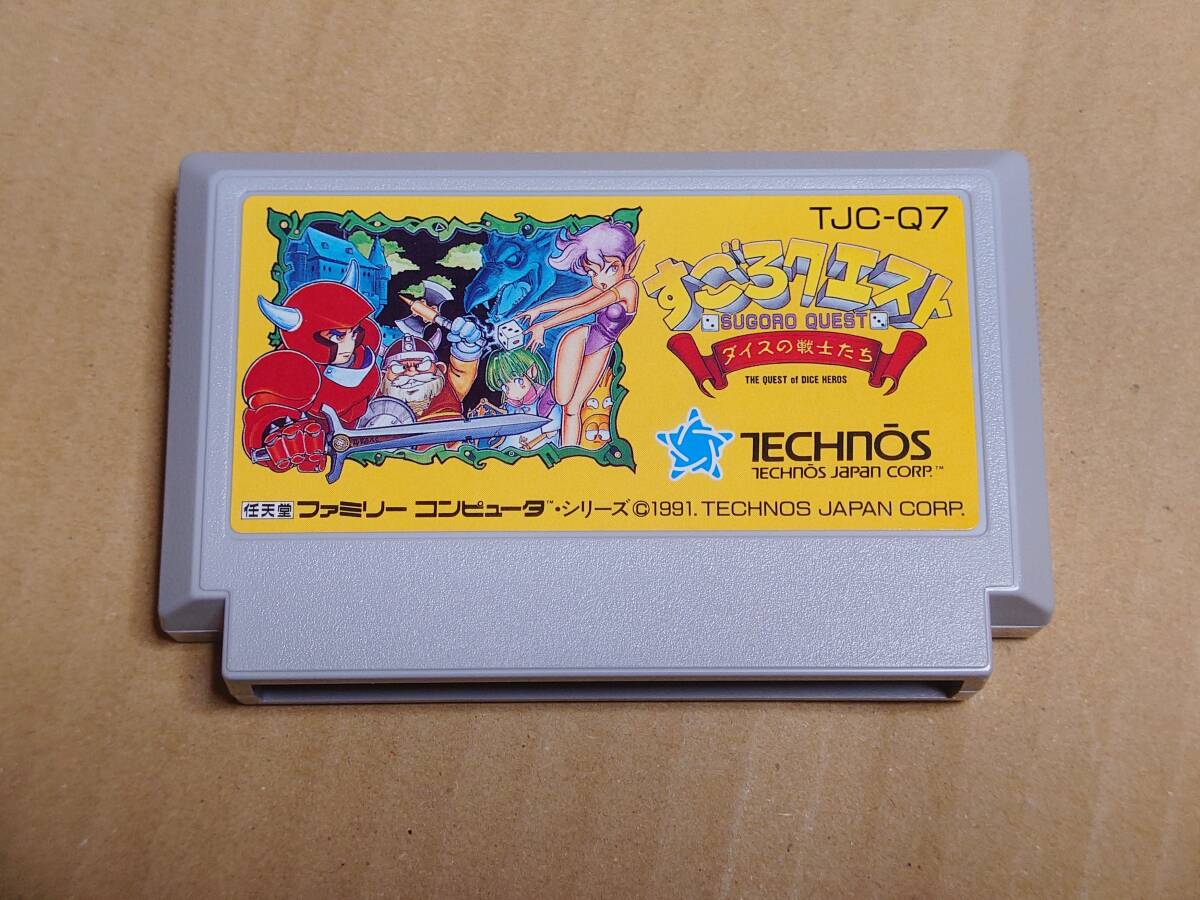 TJC-Q7
すごろクエスト
SUGORO QUEST
ダイスの戦士たち
THE QUEST of DICE HEROS
TECHNŌS
TECHNŌS JAPAN CORP.™
任天堂 ファミリー コンピュータ™・シリーズ ©1991. TECHNOS JAPAN CORP.